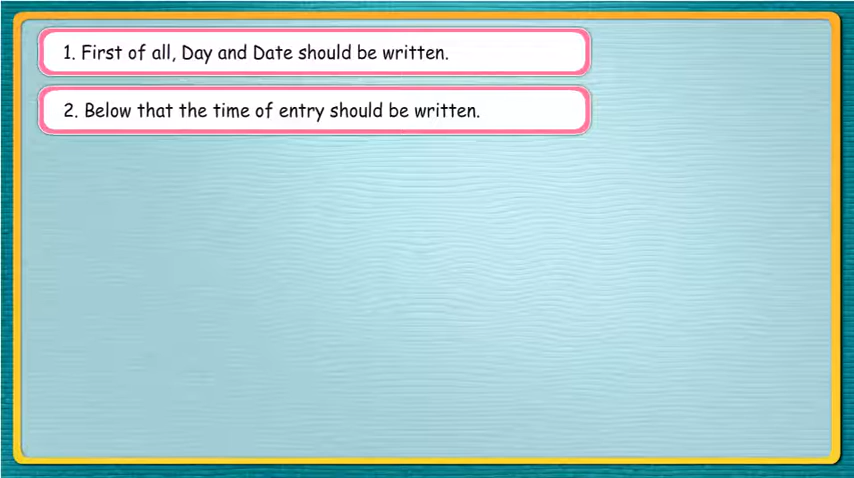 1. First of all, Day and Date should be written.
2. Below that the time of entry should be written.